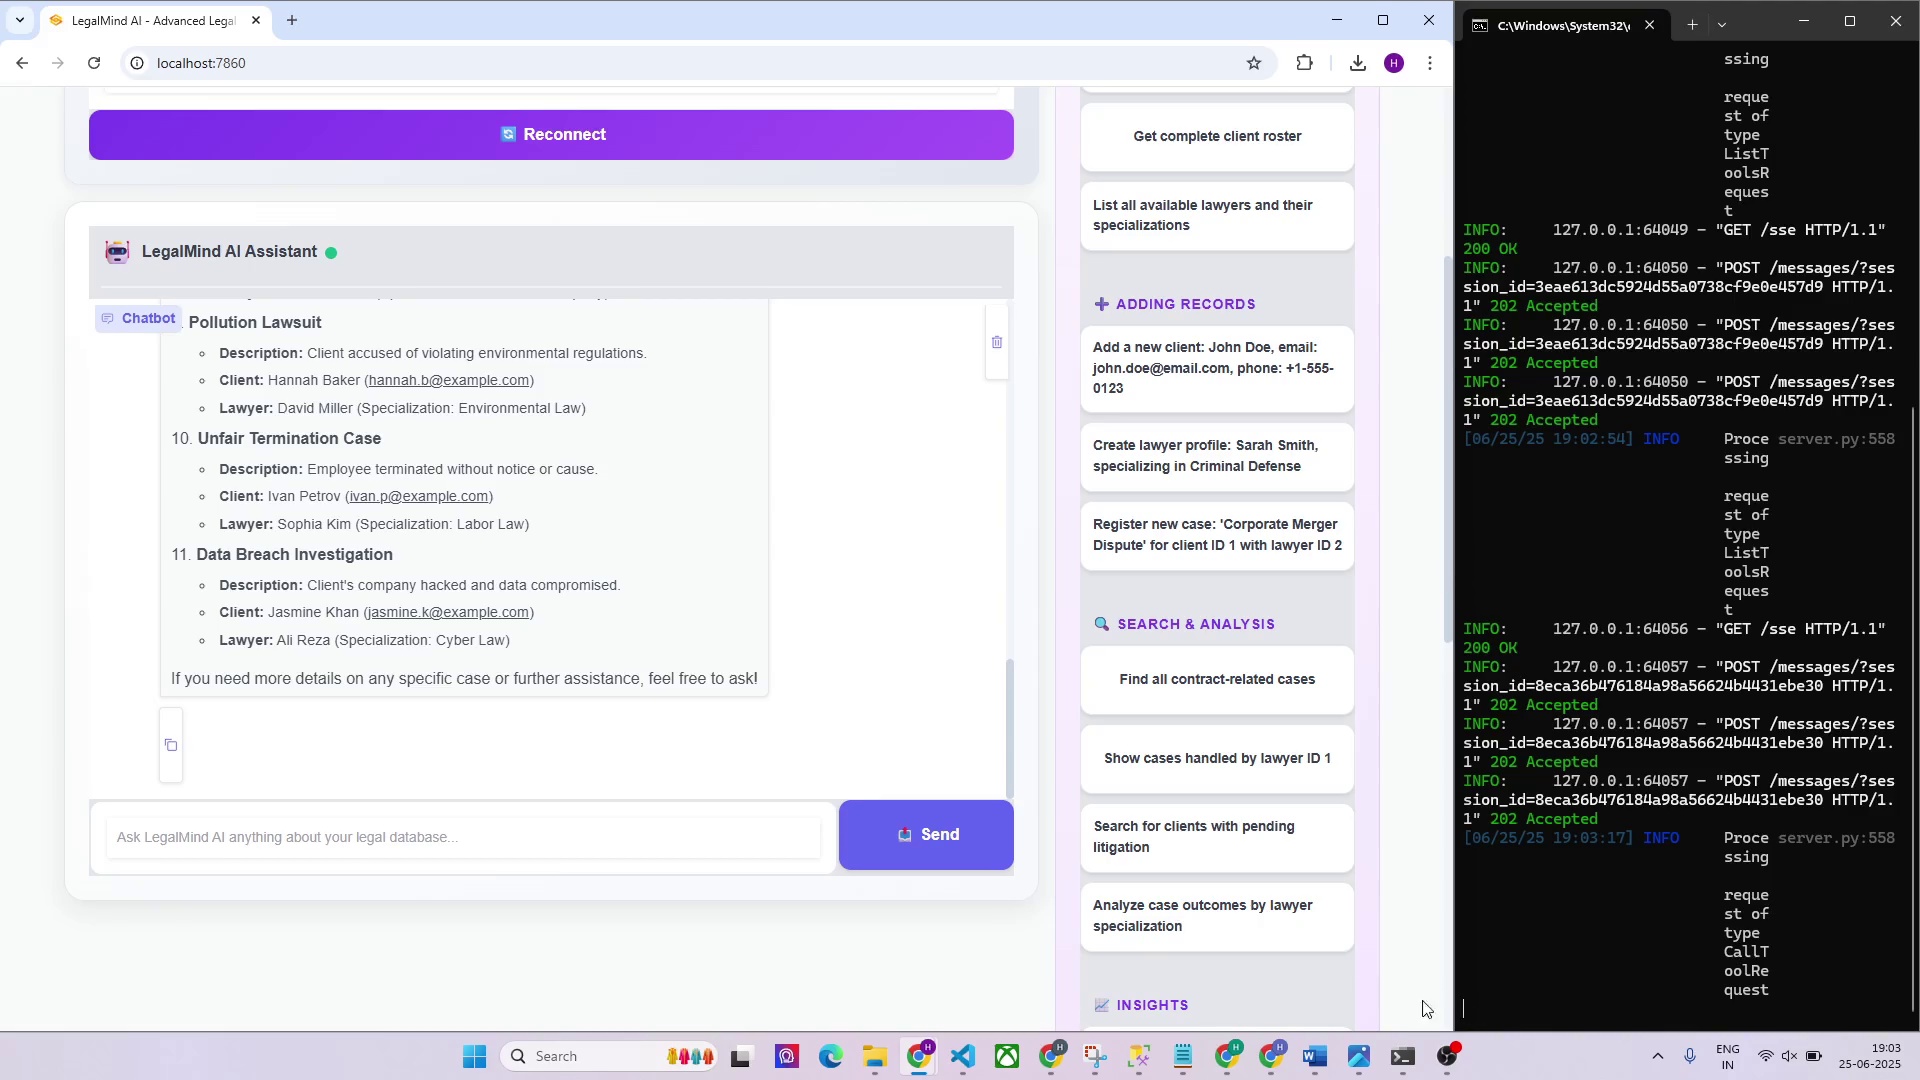 LegalMind AI - Advanced Legal
localhost:7860
Reconnect
LegalMind AI Assistant
Chatbot
Pollution Lawsuit
Description: Client accused of violating environmental regulations.
Client: Hannah Baker (hannah.b@example.com)
Lawyer: David Miller (Specialization: Environmental Law)
10. Unfair Termination Case
Description: Employee terminated without notice or cause.
Client: Ivan Petrov (ivan.p@example.com)
Lawyer: Sophia Kim (Specialization: Labor Law)
11. Data Breach Investigation
Description: Client's company hacked and data compromised.
Client: Jasmine Khan (jasmine.k@example.com)
Lawyer: Ali Reza (Specialization: Cyber Law)
If you need more details on any specific case or further assistance, feel free to ask!
Ask LegalMind AI anything about your legal database...
Send
Get complete client roster
List all available lawyers and their
specializations
ADDING RECORDS
Add a new client: John Doe, email:
john.doe@email.com, phone: +1-555-
0123
Create lawyer profile: Sarah Smith,
specializing in Criminal Defense
Register new case: 'Corporate Merger
Dispute' for client ID 1 with lawyer ID 2
SEARCH & ANALYSIS
Find all contract-related cases
Show cases handled by lawyer ID 1
Search for clients with pending
litigation
Analyze case outcomes by lawyer
specialization
INSIGHTS
C:\Windows\System32\
ssing
reque
st of
type
ListT
oolsR
eques
t
INFO:     127.0.0.1:64049 - "GET /sse HTTP/1.1"
200 OK
INFO:     127.0.0.1:64050 - "POST /messages/?ses
sion_id=3eae613dc5924d55a0738cf9e0e457d9 HTTP/1.
1" 202 Accepted
INFO:     127.0.0.1:64050 - "POST /messages/?ses
sion_id=3eae613dc5924d55a0738cf9e0e457d9 HTTP/1.
1" 202 Accepted
INFO:     127.0.0.1:64050 - "POST /messages/?ses
sion_id=3eae613dc5924d55a0738cf9e0e457d9 HTTP/1.
1" 202 Accepted
[06/25/25 19:02:54] INFO     Proce server.py:558
ssing
reque
st of
type
ListT
oolsR
eques
t
INFO:     127.0.0.1:64056 - "GET /sse HTTP/1.1"
200 OK
INFO:     127.0.0.1:64057 - "POST /messages/?ses
sion_id=8eca36b476184a98a56624b4431ebe30 HTTP/1.
1" 202 Accepted
INFO:     127.0.0.1:64057 - "POST /messages/?ses
sion_id=8eca36b476184a98a56624b4431ebe30 HTTP/1.
1" 202 Accepted
INFO:     127.0.0.1:64057 - "POST /messages/?ses
sion_id=8eca36b476184a98a56624b4431ebe30 HTTP/1.
1" 202 Accepted
[06/25/25 19:03:17] INFO     Proce server.py:558
ssing
reque
st of
type
CallT
oolRe
quest
Search
ENG
IN
19:03
25-06-2025